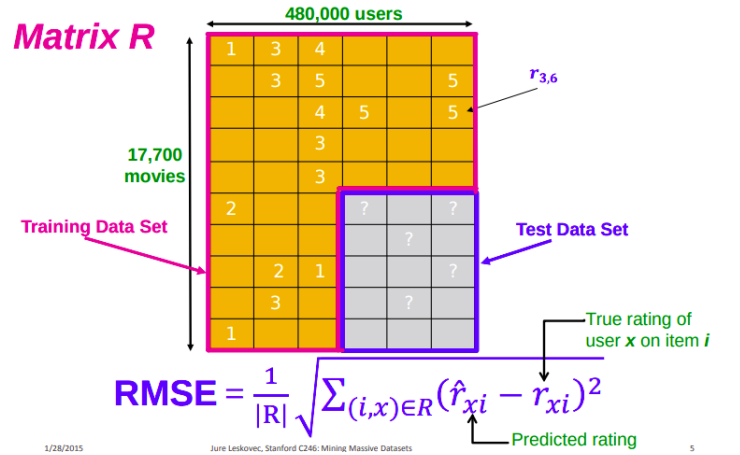 480,000 users
Matrix R
1 3 4
3 5 5
r₃,₆
4 5 5
3
17,700
movies
3
2 ? ?
Training Data Set
Test Data Set
?
2 1 ?
3 ?
1
True rating of
user x on item i
RMSE = 1/|R| √∑(i,x)∈R(r̂xi − rxi)²
Predicted rating
1/28/2015
Jure Leskovec, Stanford C246: Mining Massive Datasets
5